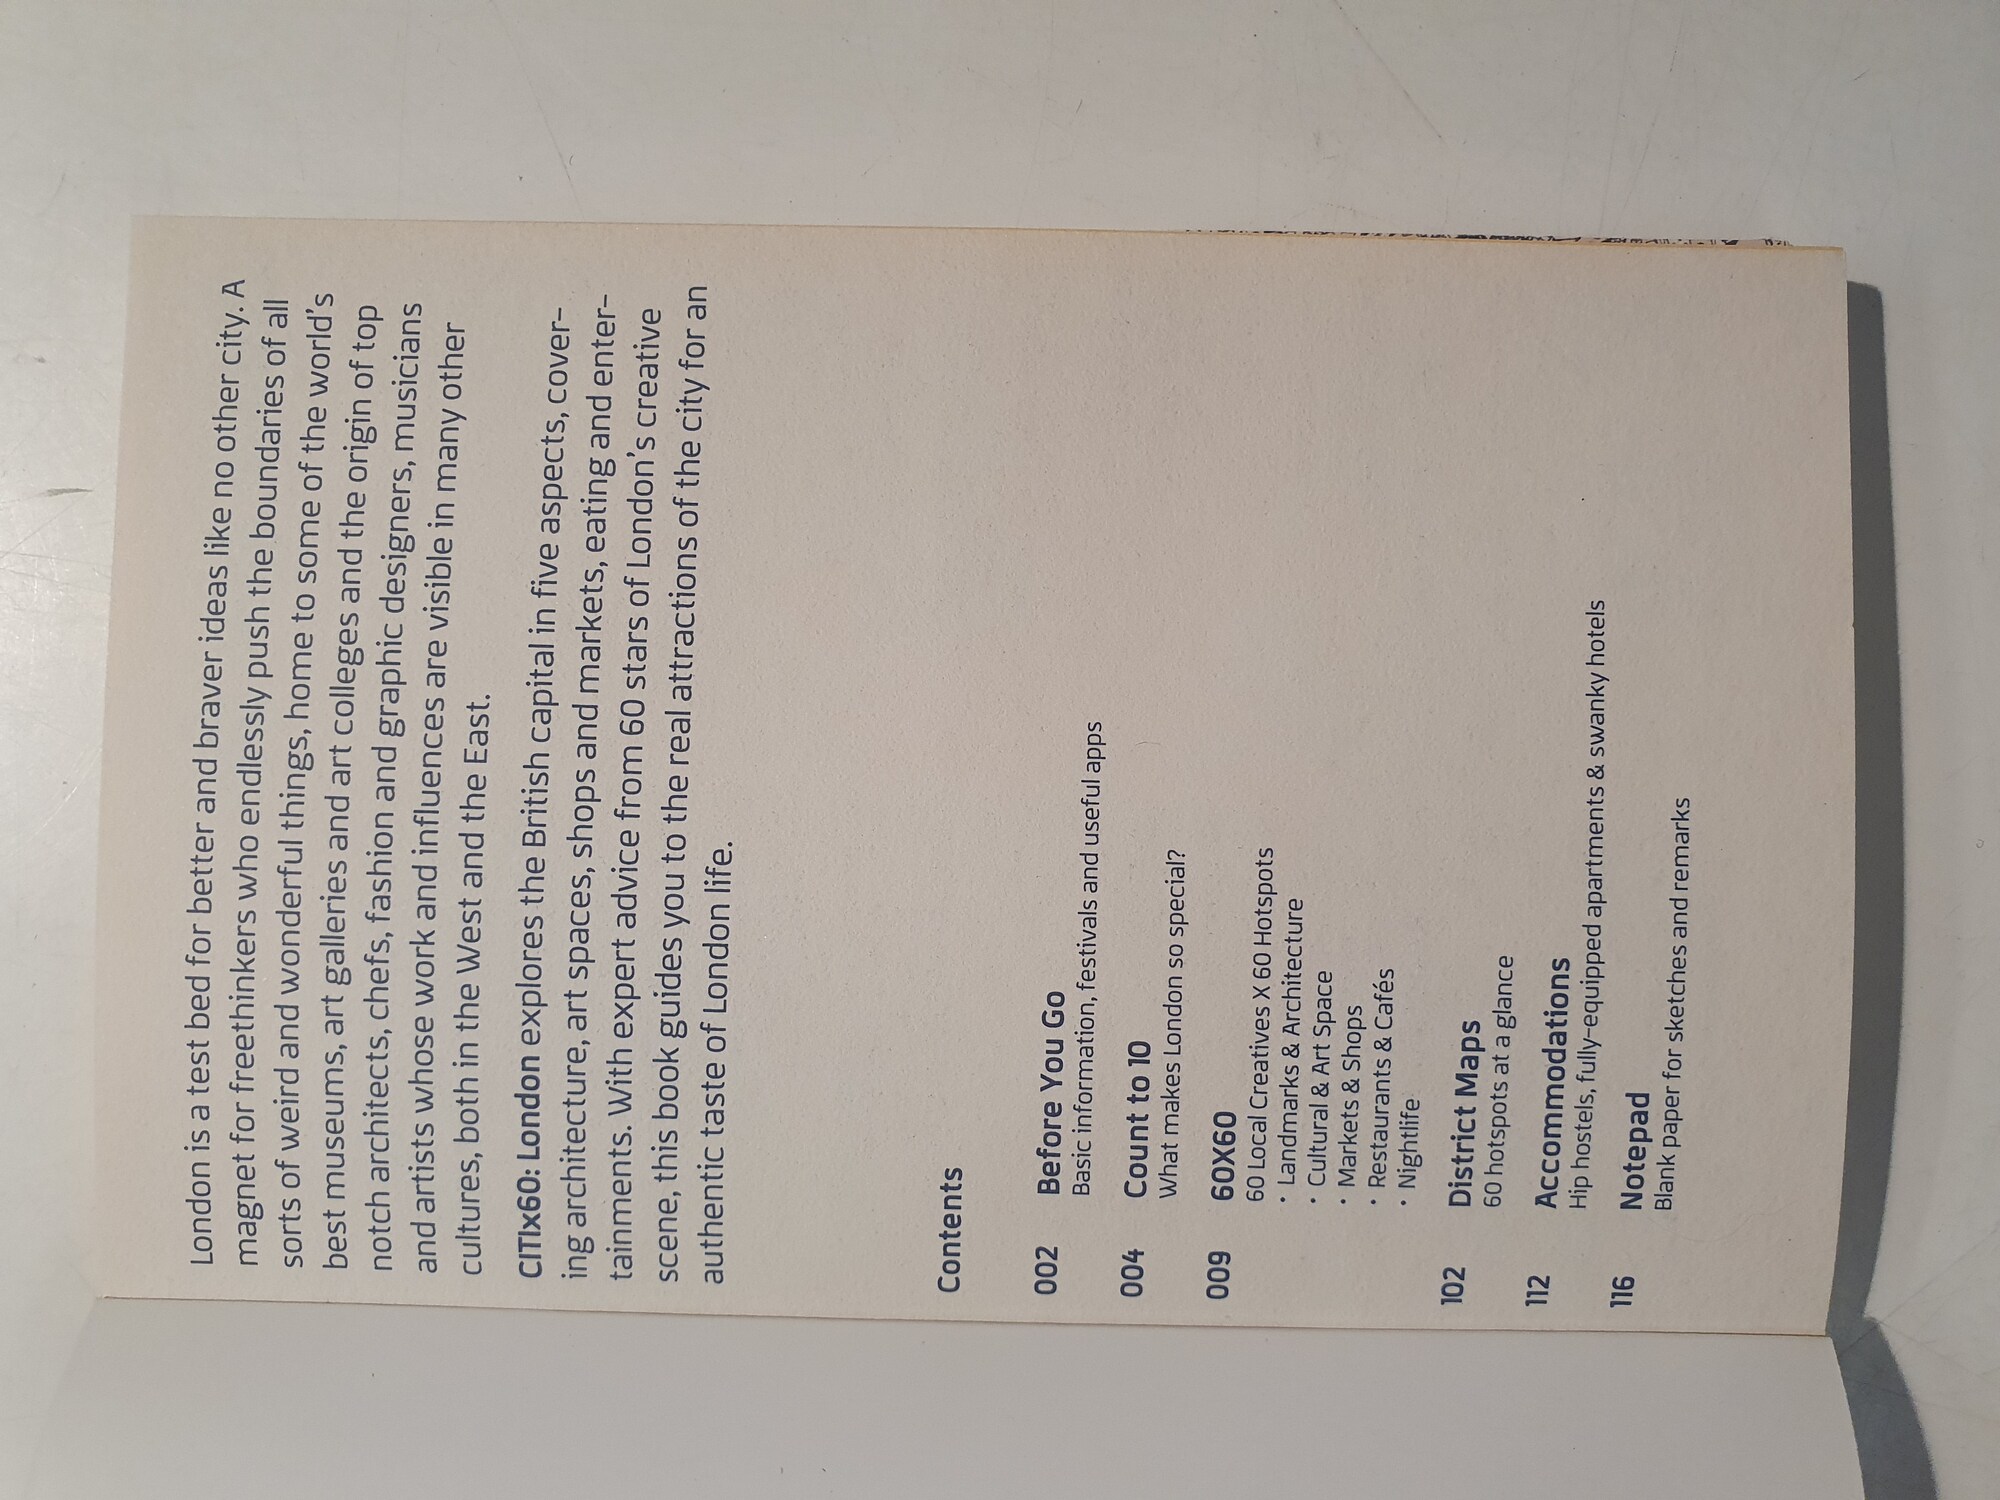 London is a test bed for better and braver ideas like no other city. A
magnet for freethinkers who endlessly push the boundaries of all
sorts of weird and wonderful things, home to some of the world's
best museums, art galleries and art colleges and the origin of top
notch architects, chefs, fashion and graphic designers, musicians
and artists whose work and influences are visible in many other
cultures, both in the West and the East.
CITIx60: London explores the British capital in five aspects, cover-
ing architecture, art spaces, shops and markets, eating and enter-
tainments. With expert advice from 60 stars of London's creative
scene, this book guides you to the real attractions of the city for an
authentic taste of London life.
Contents
002 Before You Go
Basic information, festivals and useful apps
004 Count to 10
What makes London so special?
009 60X60
60 Local Creatives X 60 Hotspots
· Landmarks & Architecture
· Cultural & Art Space
· Markets & Shops
· Restaurants & Cafés
· Nightlife
102 District Maps
60 hotspots at a glance
112 Accommodations
Hip hostels, fully-equipped apartments & swanky hotels
116 Notepad
Blank paper for sketches and remarks